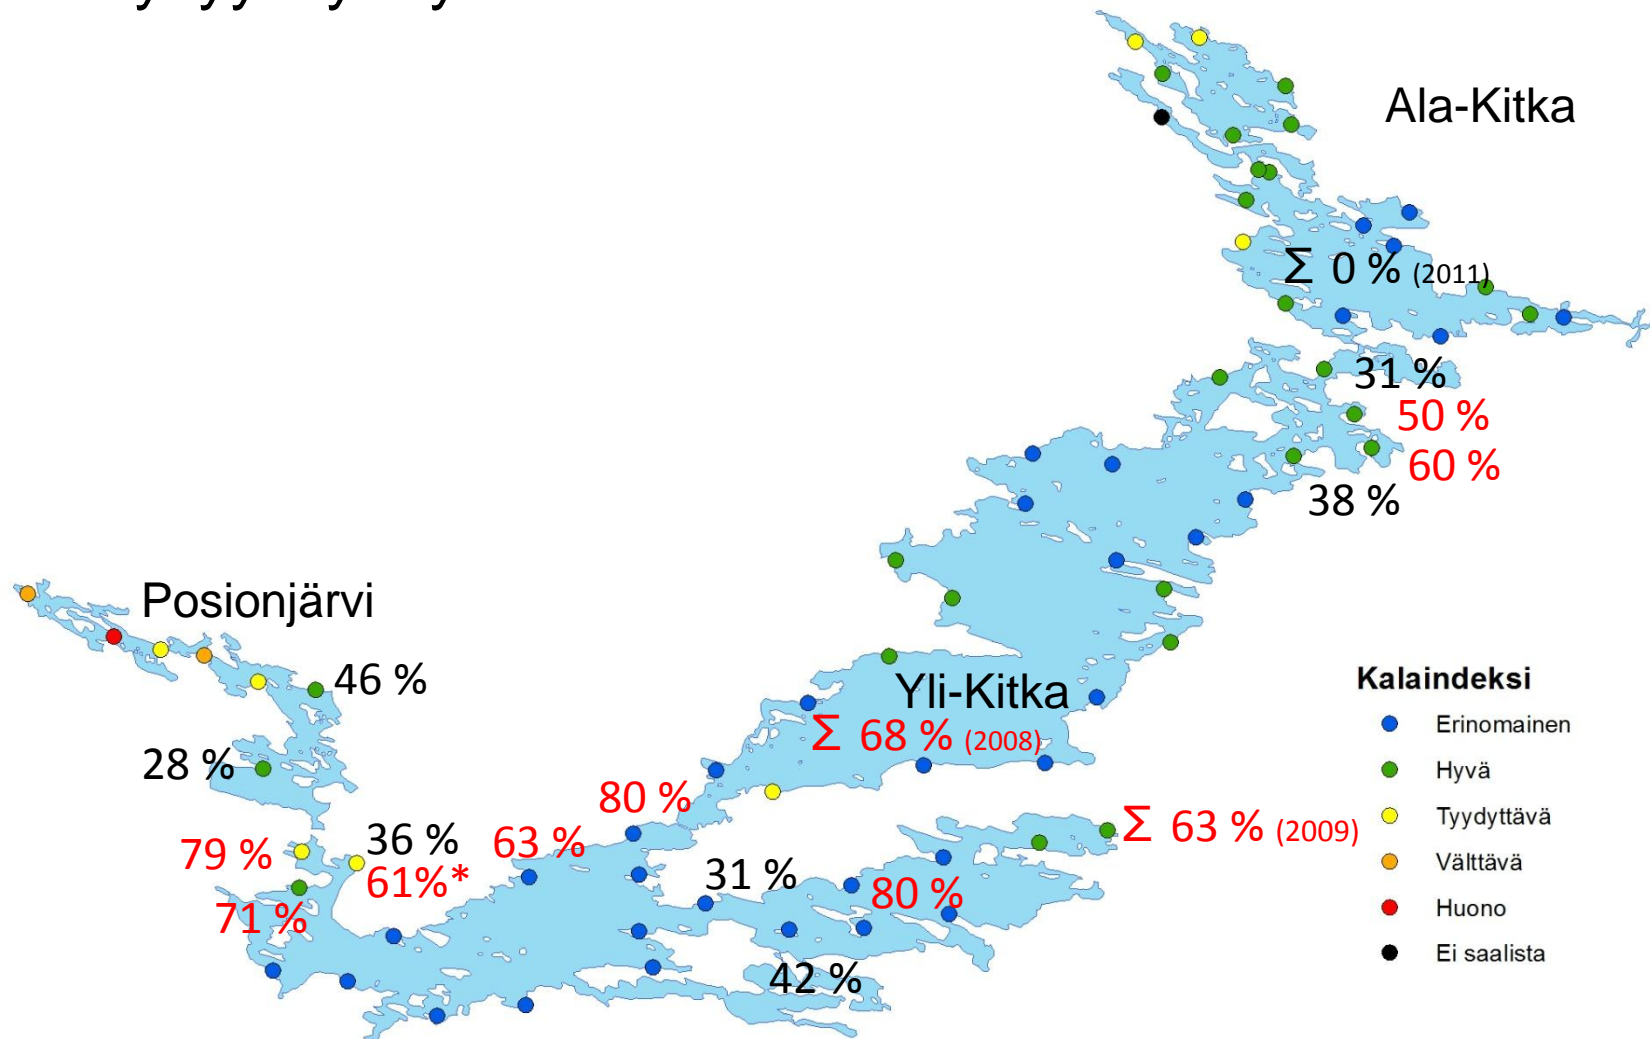 Ala-Kitka
Σ 0 % (2011)
31 %
50 %
60 %
38 %
Posionjärvi
46 %
28 %
Yli-Kitka
Σ 68 % (2008)
80 %
79 %
36 %
61%*
63 %
71 %
31 %
80 %
Σ 63 % (2009)
42 %
Kalaindeksi
Erinomainen
Hyvä
Tyydyttävä
Välttävä
Huono
Ei saalista